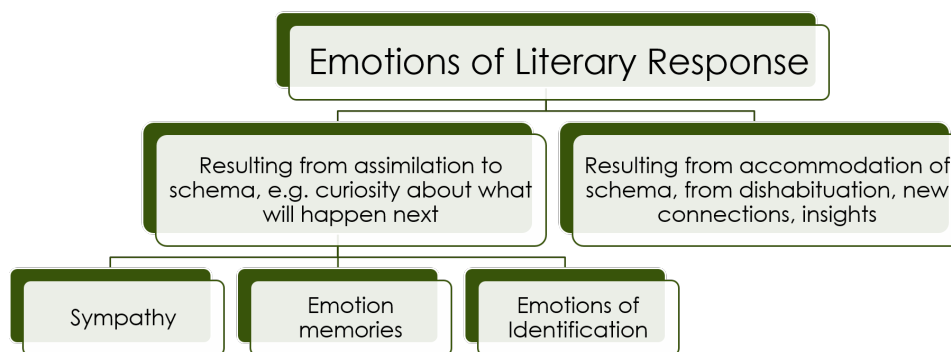 Emotions of Literary Response
Resulting from assimilation to
schema, e.g. curiosity about what
will happen next
Resulting from accommodation of
schema, from dishabituation, new
connections, insights
Sympathy
Emotion
memories
Emotions of
Identification